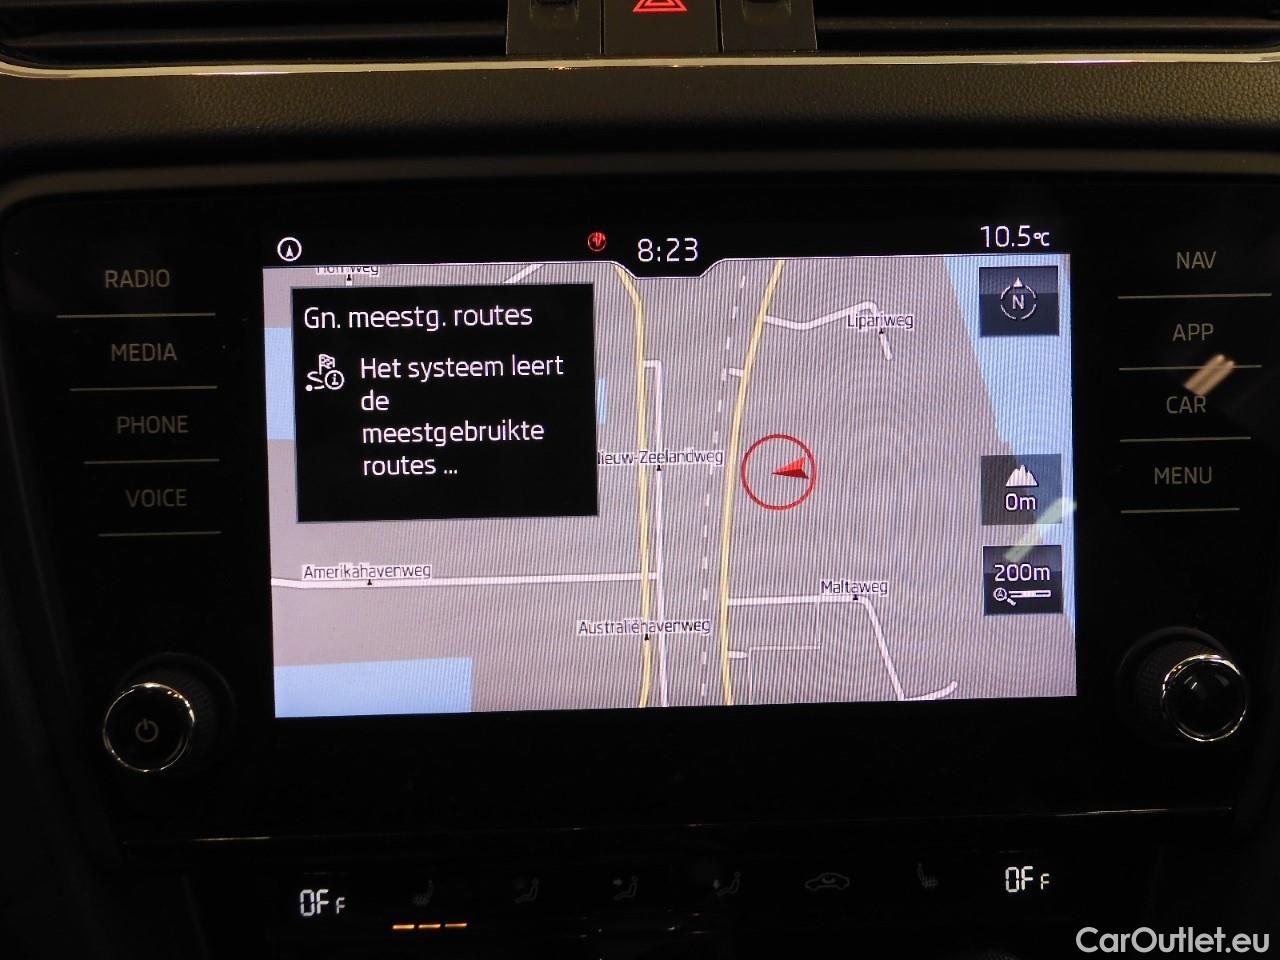 8:23
10.5°C
RADIO
MEDIA
PHONE
VOICE
NAV
APP
CAR
MENU
Gn. meestg. routes
Het systeem leert
de
meestgebruikte
routes ...
N
Lipariweg
Nieuw-Zeelandweg
0m
Amerikahavenweg
200m
Maltaweg
Australiëhavenweg
OFF
OFF
CarOutlet.eu